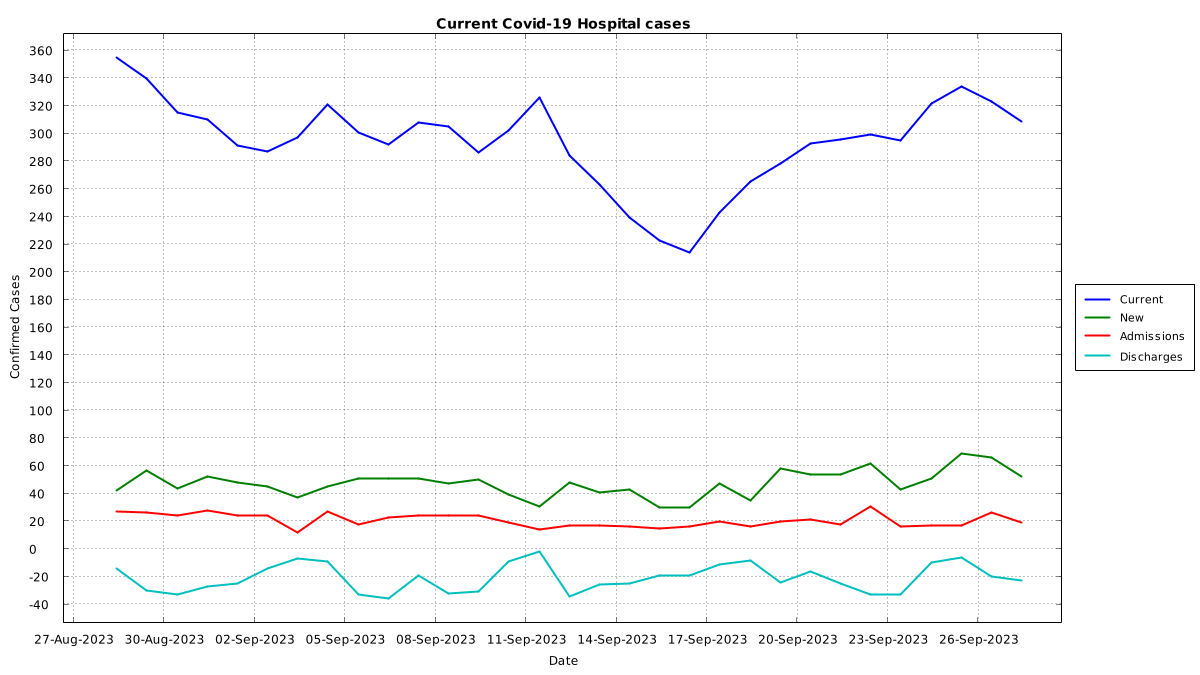 Current Covid-19 Hospital cases
360
340
320
300
280
260
240
220
200
180
160
140
120
100
80
60
40
20
0
-20
-40
Confirmed Cases
27-Aug-2023 30-Aug-2023 02-Sep-2023 05-Sep-2023 08-Sep-2023 11-Sep-2023 14-Sep-2023 17-Sep-2023 20-Sep-2023 23-Sep-2023 26-Sep-2023
Date
Current
New
Admissions
Discharges